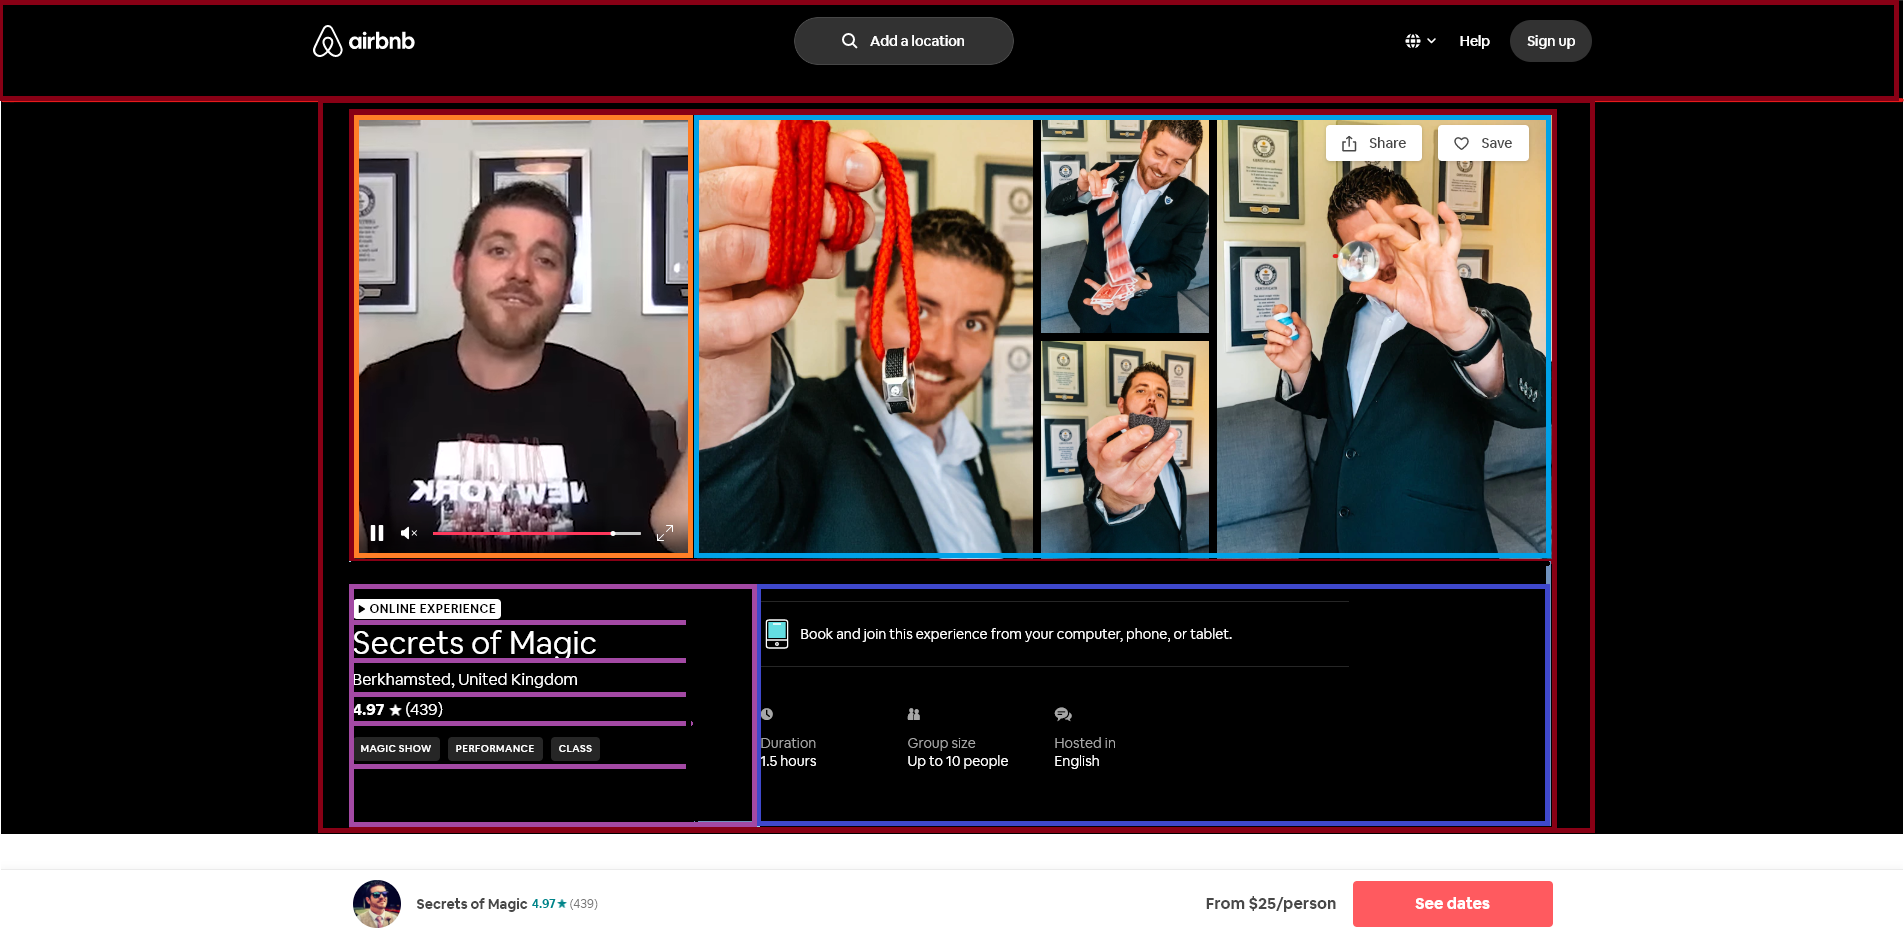 airbnb
Add a location
Help
Sign up
Share
Save
NEW YORK
ONLINE EXPERIENCE
Secrets of Magic
Berkhamsted, United Kingdom
4.97 ★ (439)
MAGIC SHOW PERFORMANCE CLASS
Book and join this experience from your computer, phone, or tablet.
Duration
1.5 hours
Group size
Up to 10 people
Hosted in
English
Secrets of Magic 4.97★ (439)
From $25/person
See dates